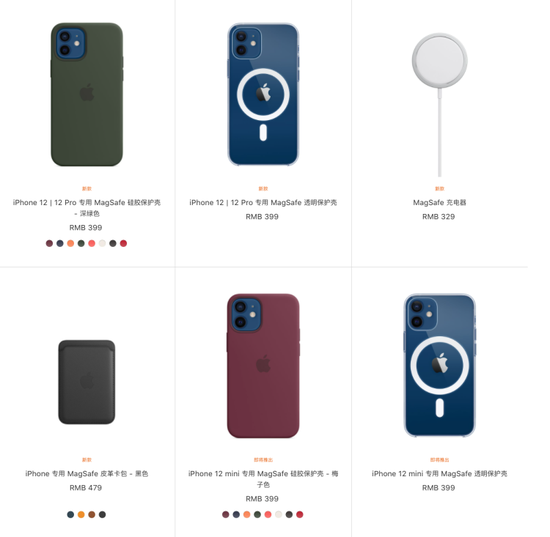 新款
iPhone 12 | 12 Pro 专用 MagSafe 硅胶保护壳
- 深绿色
RMB 399
新款
iPhone 12 | 12 Pro 专用 MagSafe 透明保护壳
RMB 399
新款
MagSafe 充电器
RMB 329
新款
iPhone 专用 MagSafe 皮革卡包 - 黑色
RMB 479
即将推出
iPhone 12 mini 专用 MagSafe 硅胶保护壳 - 梅
子色
RMB 399
即将推出
iPhone 12 mini 专用 MagSafe 透明保护壳
RMB 399